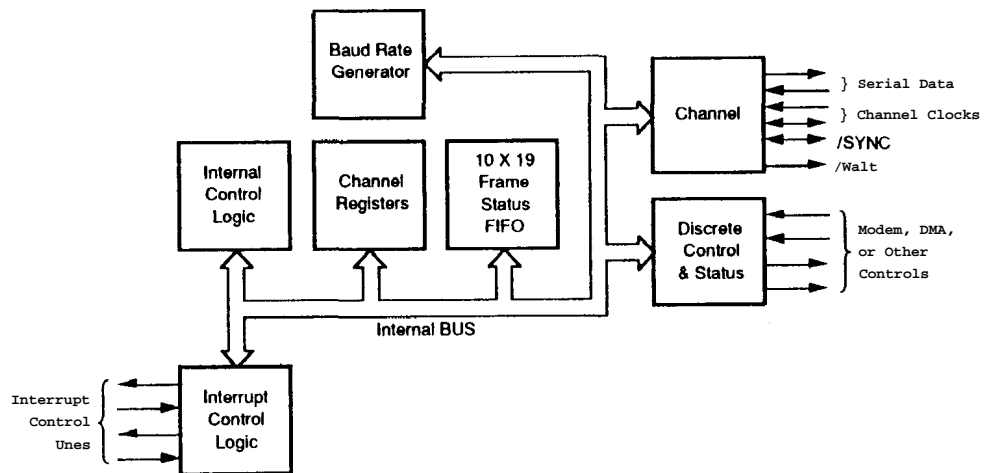 Baud Rate
Generator
Channel
} Serial Data
} Channel Clocks
/SYNC
/Walt
Internal
Control
Logic
Channel
Registers
10 X 19
Frame
Status
FIFO
Discrete
Control
& Status
Modem, DMA,
or Other
Controls
Internal BUS
Interrupt
Control
Unes
Interrupt
Control
Logic